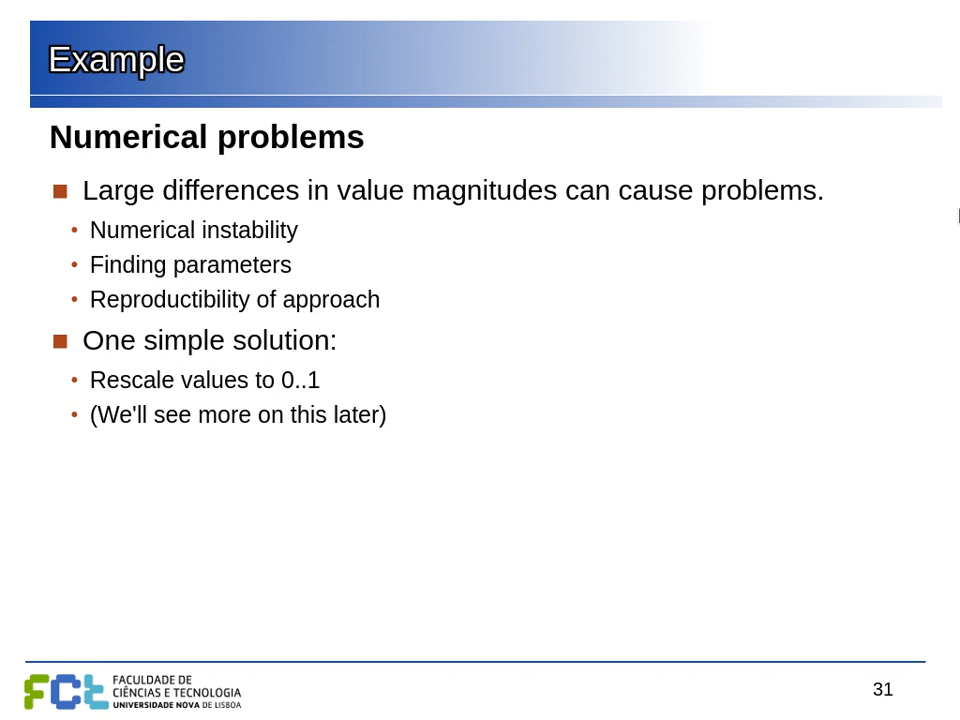 Example
Numerical problems
Large differences in value magnitudes can cause problems.
• Numerical instability
• Finding parameters
• Reproductibility of approach
One simple solution:
• Rescale values to 0..1
• (We'll see more on this later)
FCt
FACULDADE DE
CIÊNCIAS E TECNOLOGIA
UNIVERSIDADE NOVA DE LISBOA
31